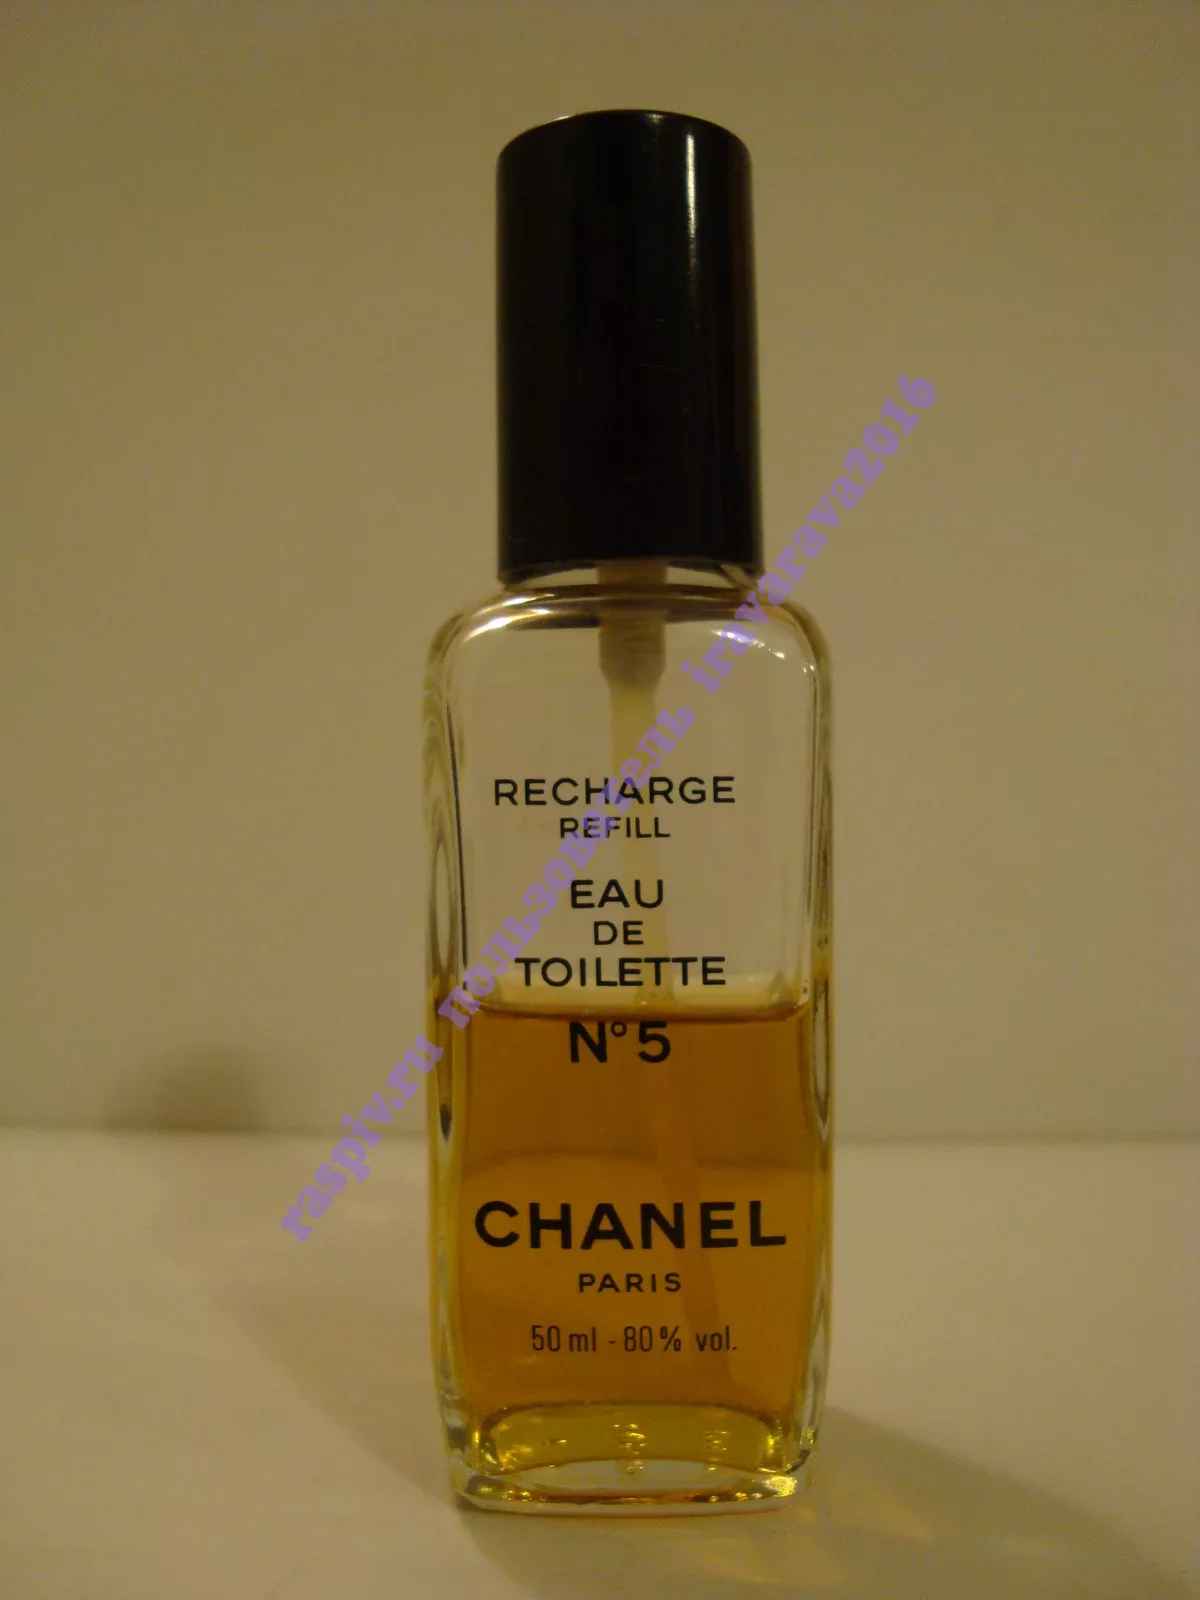 RECHARGE
REFILL
EAU
DE
TOILETTE
N°5
CHANEL
PARIS
50 ml - 80% vol.
raspiv.ru пользователь iravarava2016